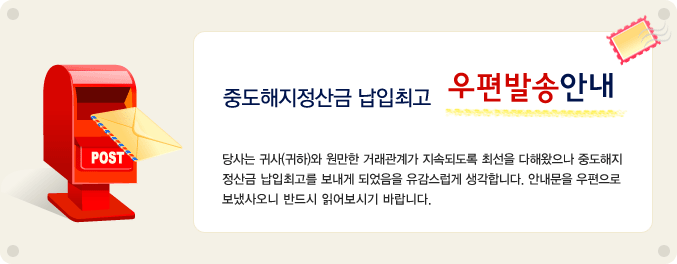 중도해지정산금 납입최고 우편발송안내
POST
당사는 귀사(귀하)와 원만한 거래관계가 지속되도록 최선을 다해왔으나 중도해지
정산금 납입최고를 보내게 되었음을 유감스럽게 생각합니다. 안내문을 우편으로
보냈사오니 반드시 읽어보시기 바랍니다.